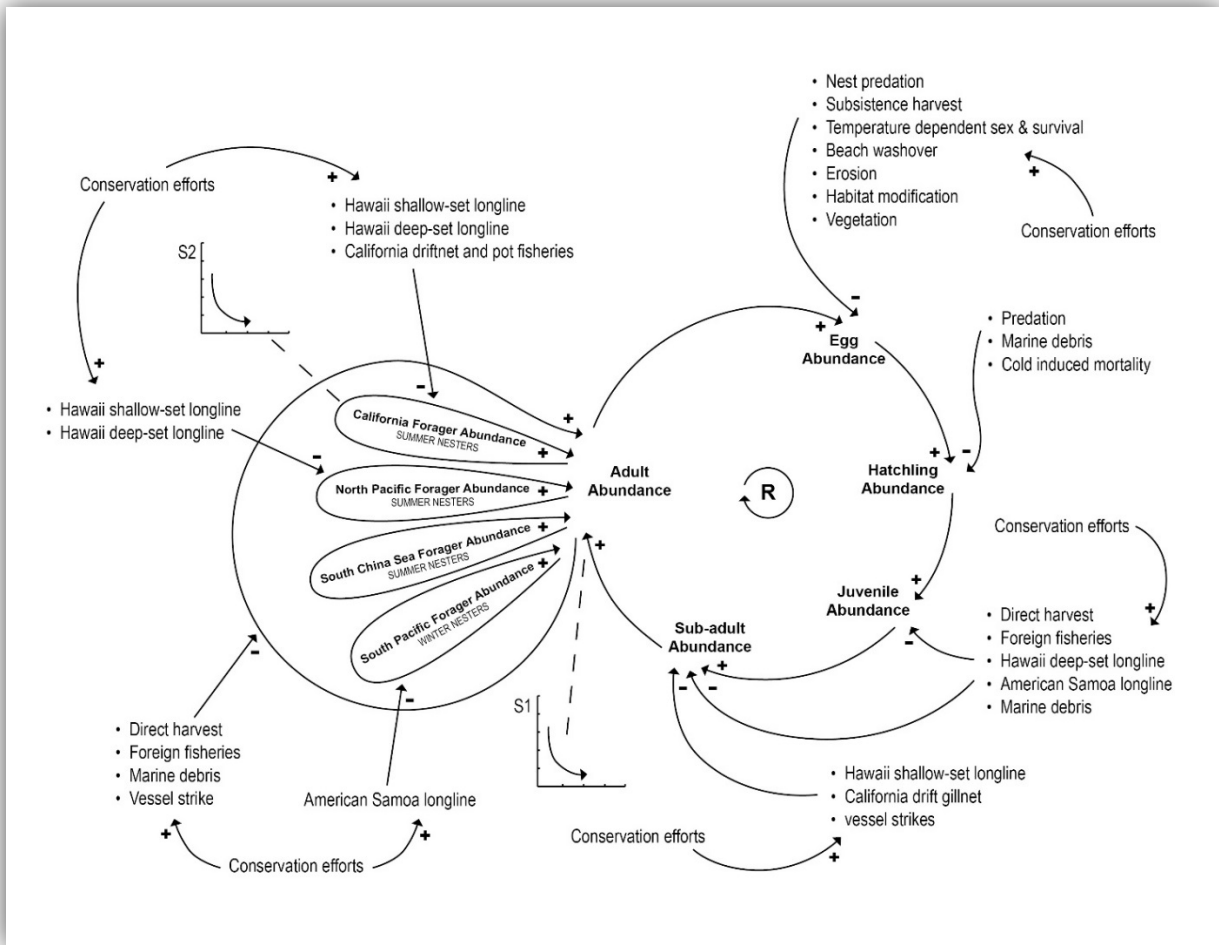 • Nest predation
• Subsistence harvest
• Temperature dependent sex & survival
• Beach washover
• Erosion
• Habitat modification
• Vegetation
Conservation efforts
+
Conservation efforts
+
• Hawaii shallow-set longline
• Hawaii deep-set longline
• California driftnet and pot fisheries
S2
-
+
Egg
Abundance
• Predation
• Marine debris
• Cold induced mortality
+
• Hawaii shallow-set longline
• Hawaii deep-set longline
-
-
+
California Forager Abundance
SUMMER NESTERS
+
North Pacific Forager Abundance
SUMMER NESTERS
+
South China Sea Forager Abundance
SUMMER NESTERS
+
South Pacific Forager Abundance
WINTER NESTERS
+
Adult
Abundance
+
R
+
-
Hatchling
Abundance
Conservation efforts
+
+
Juvenile
Abundance
-
• Direct harvest
• Foreign fisheries
• Hawaii deep-set longline
• American Samoa longline
• Marine debris
Sub-adult
Abundance
+
-
-
-
-
S1
• Direct harvest
• Foreign fisheries
• Marine debris
• Vessel strike
American Samoa longline
+
+
Conservation efforts
• Hawaii shallow-set longline
• California drift gillnet
• vessel strikes
Conservation efforts
+